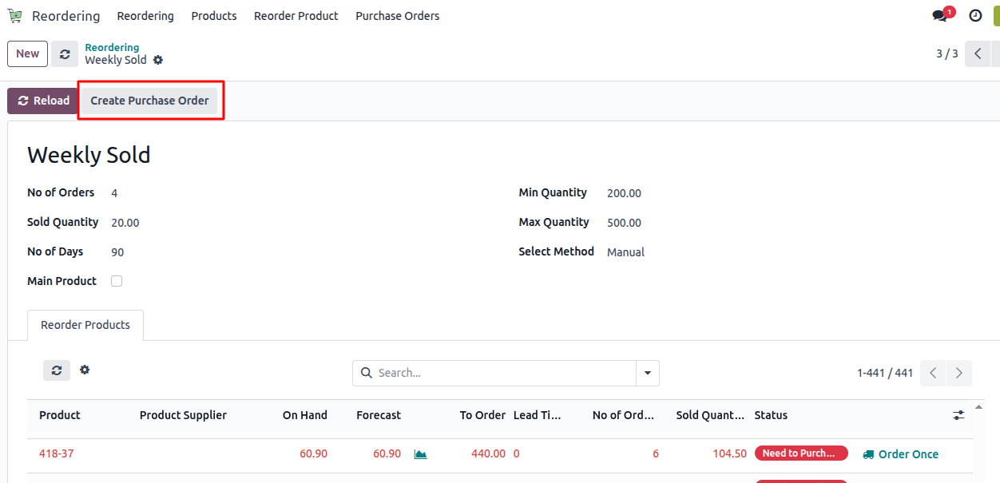 Reordering Reordering Products Reorder Product Purchase Orders 1
New Reordering
Weekly Sold
3 / 3
Reload Create Purchase Order
Weekly Sold
No of Orders 4 Min Quantity 200.00
Sold Quantity 20.00 Max Quantity 500.00
No of Days 90 Select Method Manual
Main Product
Reorder Products
Search... 1-441 / 441
Product Product Supplier On Hand Forecast To Order Lead Ti... No of Ord... Sold Quant... Status
418-37 60.90 60.90 440.00 0 6 104.50 Need to Purch... Order Once